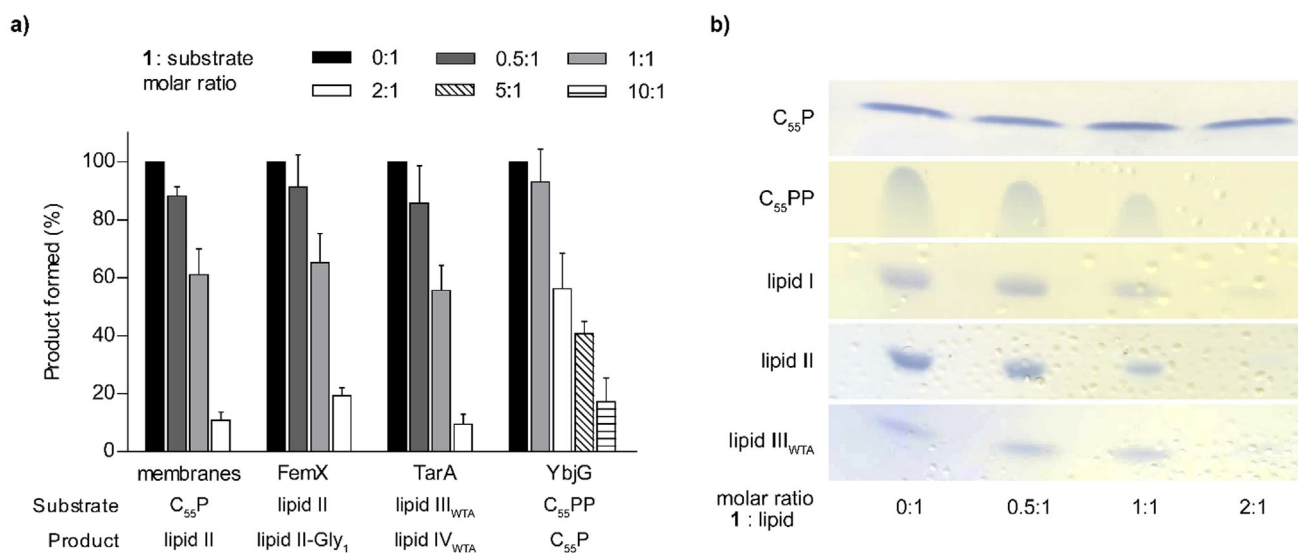 a)
1 : substrate
molar ratio
0:1
0.5:1
1:1
2:1
5:1
10:1
Product formed (%)
100
80
60
40
20
0
membranes FemX TarA YbjG
Substrate C₅₅P lipid II lipid III_WTA C₅₅PP
Product lipid II lipid II-Gly₁ lipid IV_WTA C₅₅P
b)
C₅₅P
C₅₅PP
lipid I
lipid II
lipid III_WTA
molar ratio
1 : lipid
0:1 0.5:1 1:1 2:1